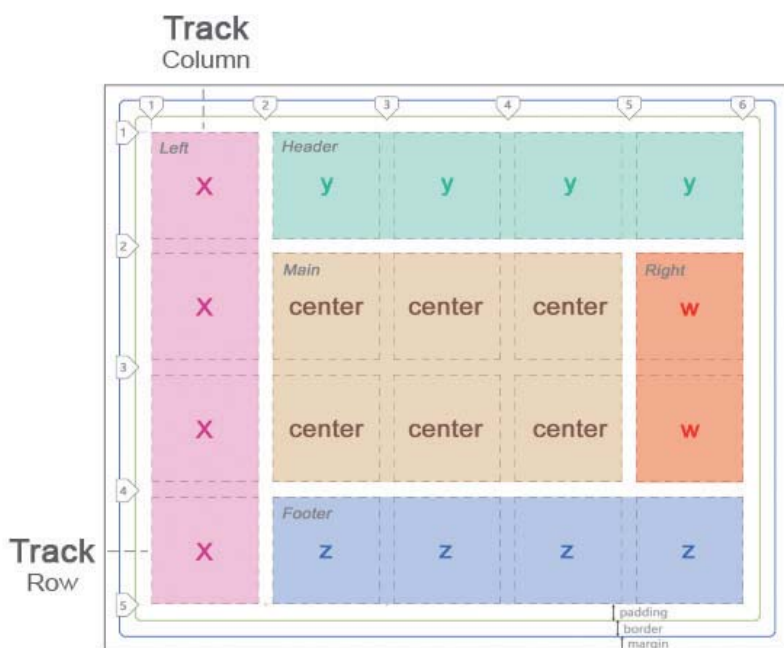 Track
Column
1 2 3 4 5 6
1
Left Header
x y y y y
2
Main Right
x center center center w
3
x center center center w
4
Footer
Track
Row
x z z z z
5
padding
border
margin